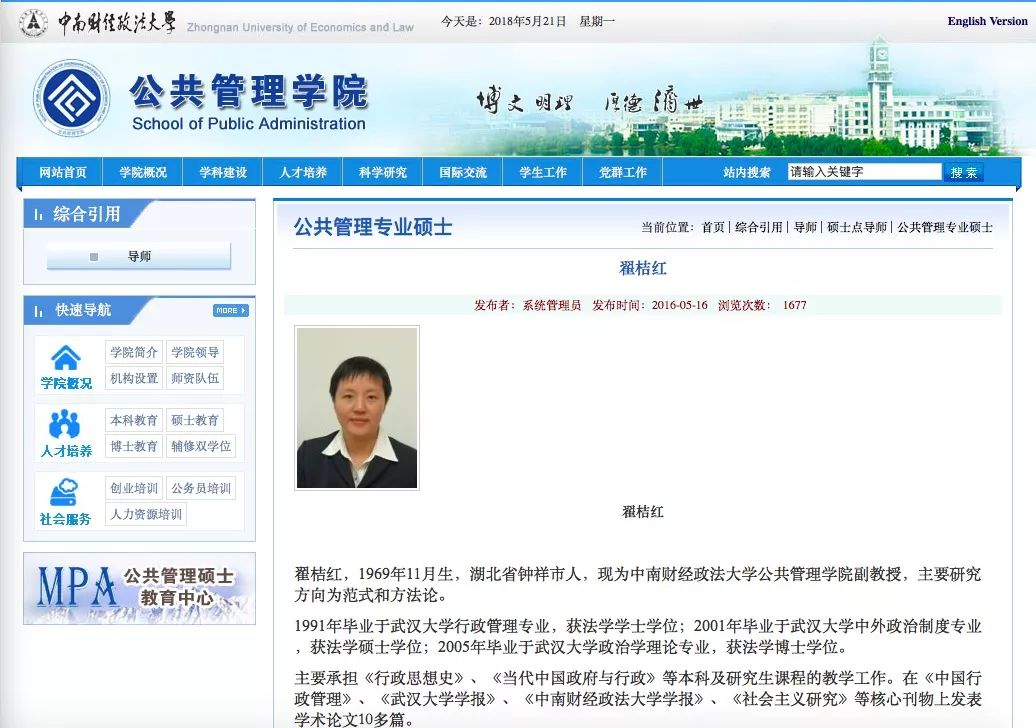 中南财经政法大学 Zhongnan University of Economics and Law 今天是：2018年5月21日 星期一 English Version
公共管理学院
School of Public Administration
博文明理 厚德济世
网站首页 学院概况 学科建设 人才培养 科学研究 国际交流 学生工作 党群工作 站内搜索 请输入关键字 搜 索
综合引用
导师
快速导航 MORE
学院概况
学院简介 学院领导
机构设置 师资队伍
人才培养
本科教育 硕士教育
博士教育 辅修双学位
社会服务
创业培训 公务员培训
人力资源培训
MPA 公共管理硕士
教育中心
公共管理专业硕士 当前位置： 首页 | 综合引用 | 导师 | 硕士点导师 | 公共管理专业硕士
翟桔红
发布者：系统管理员 发布时间：2016-05-16 浏览次数： 1677
翟桔红
翟桔红，1969年11月生，湖北省钟祥市人，现为中南财经政法大学公共管理学院副教授，主要研究
方向为范式和方法论。
1991年毕业于武汉大学行政管理专业，获法学学士学位；2001年毕业于武汉大学中外政治制度专业
，获法学硕士学位；2005年毕业于武汉大学政治学理论专业，获法学博士学位。
主要承担《行政思想史》、《当代中国政府与行政》等本科及研究生课程的教学工作。在《中国行
政管理》、《武汉大学学报》、《中南财经政法大学学报》、《社会主义研究》等核心刊物上发表
学术论文10多篇。